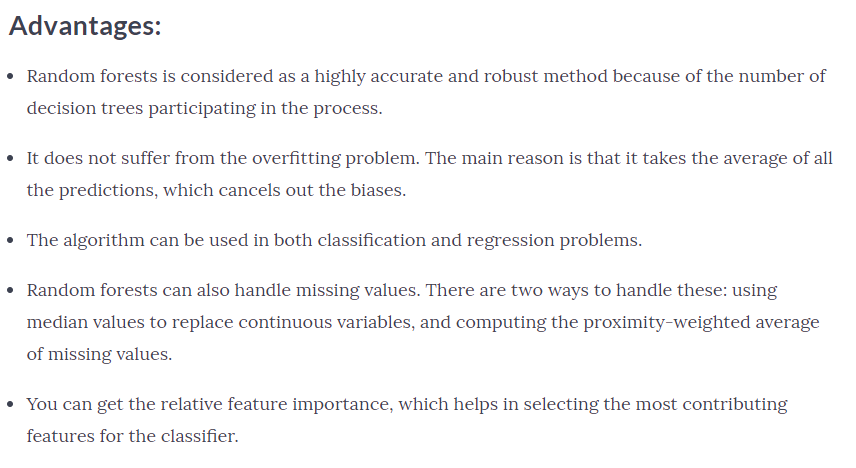 Advantages:
• Random forests is considered as a highly accurate and robust method because of the number of
decision trees participating in the process.
• It does not suffer from the overfitting problem. The main reason is that it takes the average of all
the predictions, which cancels out the biases.
• The algorithm can be used in both classification and regression problems.
• Random forests can also handle missing values. There are two ways to handle these: using
median values to replace continuous variables, and computing the proximity-weighted average
of missing values.
• You can get the relative feature importance, which helps in selecting the most contributing
features for the classifier.